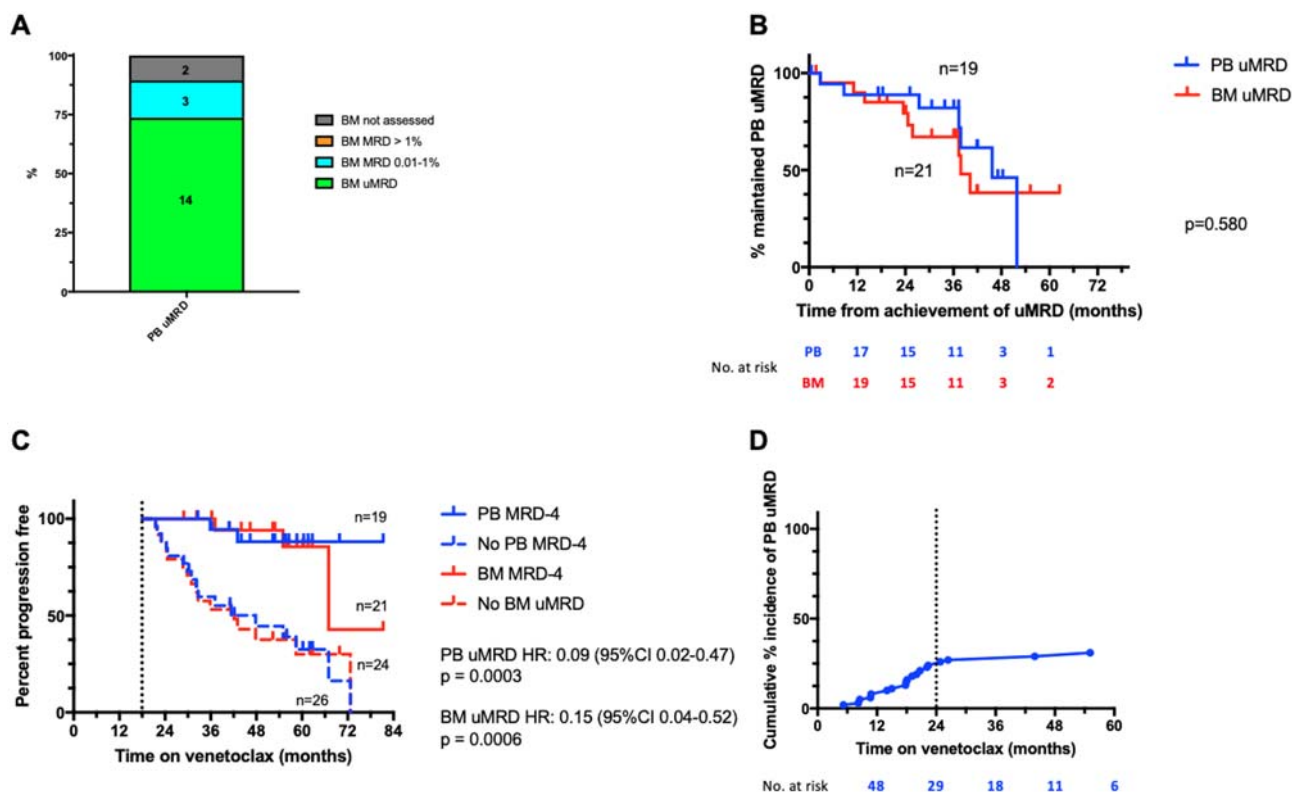 A
100
75
50
25
0
%
2
3
14
PB uMRD
BM not assessed
BM MRD > 1%
BM MRD 0.01-1%
BM uMRD
B
% maintained PB uMRD
100
50
0
n=19
n=21
0 12 24 36 48 60 72
Time from achievement of uMRD (months)
PB uMRD
BM uMRD
p=0.580
No. at risk
PB 17 15 11 3 1
BM 19 15 11 3 2
C
Percent progression free
100
50
0
n=19
n=21
n=24
n=26
0 12 24 36 48 60 72 84
Time on venetoclax (months)
PB MRD-4
No PB MRD-4
BM MRD-4
No BM uMRD
PB uMRD HR: 0.09 (95%CI 0.02-0.47)
p = 0.0003
BM uMRD HR: 0.15 (95%CI 0.04-0.52)
p = 0.0006
D
Cumulative % incidence of PB uMRD
100
50
0
0 12 24 36 48 60
Time on venetoclax (months)
No. at risk 48 29 18 11 6